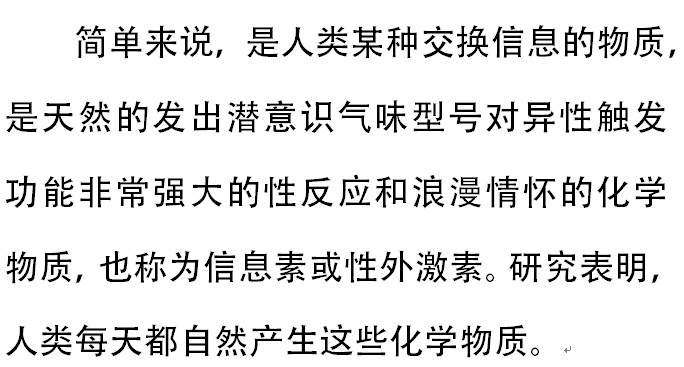 简单来说，是人类某种交换信息的物质，
是天然的发出潜意识气味型号对异性触发
功能非常强大的性反应和浪漫情怀的化学
物质，也称为信息素或性外激素。研究表明，
人类每天都自然产生这些化学物质。